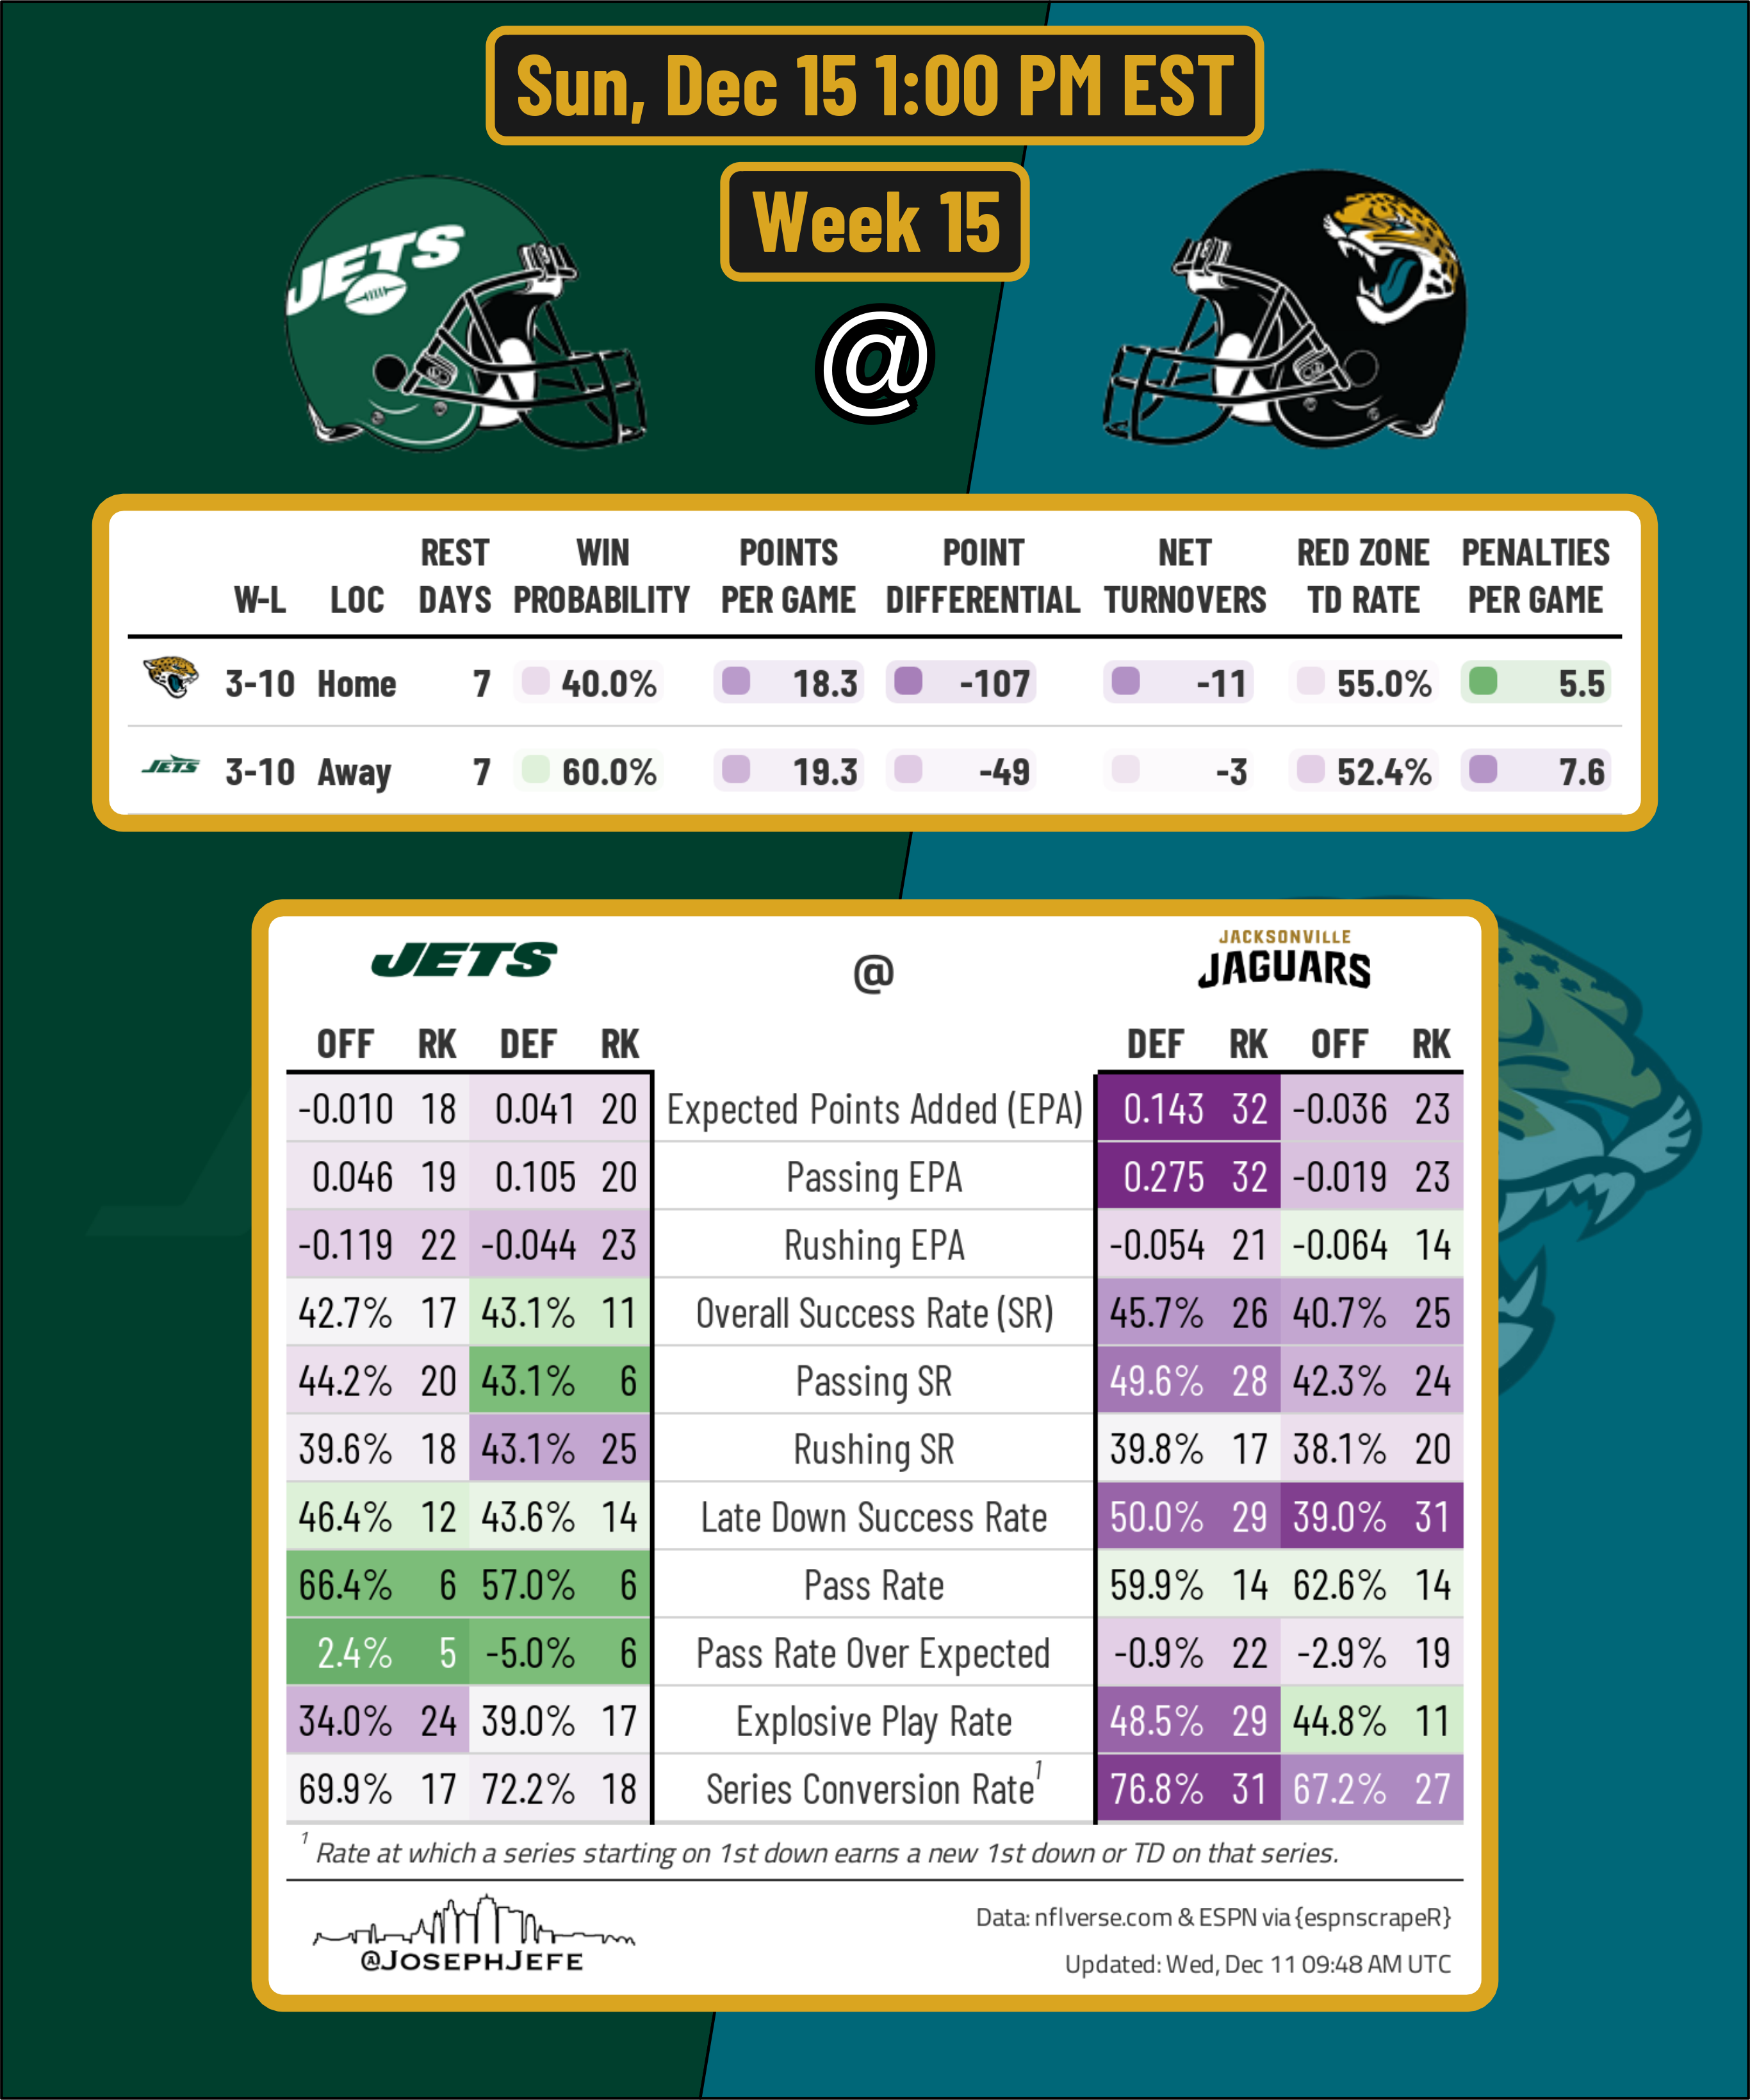 Sun, Dec 15 1:00 PM EST
Week 15
JETS
@
REST WIN POINTS POINT NET RED ZONE PENALTIES
W-L LOC DAYS PROBABILITY PER GAME DIFFERENTIAL TURNOVERS TD RATE PER GAME
3-10 Home 7 40.0% 18.3 -107 -11 55.0% 5.5
JETS 3-10 Away 7 60.0% 19.3 -49 -3 52.4% 7.6
JETS @ JACKSONVILLE JAGUARS
OFF RK DEF RK DEF RK OFF RK
-0.010 18 0.041 20 Expected Points Added (EPA) 0.143 32 -0.036 23
0.046 19 0.105 20 Passing EPA 0.275 32 -0.019 23
-0.119 22 -0.044 23 Rushing EPA -0.054 21 -0.064 14
42.7% 17 43.1% 11 Overall Success Rate (SR) 45.7% 26 40.7% 25
44.2% 20 43.1% 6 Passing SR 49.6% 28 42.3% 24
39.6% 18 43.1% 25 Rushing SR 39.8% 17 38.1% 20
46.4% 12 43.6% 14 Late Down Success Rate 50.0% 29 39.0% 31
66.4% 6 57.0% 6 Pass Rate 59.9% 14 62.6% 14
2.4% 5 -5.0% 6 Pass Rate Over Expected -0.9% 22 -2.9% 19
34.0% 24 39.0% 17 Explosive Play Rate 48.5% 29 44.8% 11
69.9% 17 72.2% 18 Series Conversion Rate¹ 76.8% 31 67.2% 27
¹ Rate at which a series starting on 1st down earns a new 1st down or TD on that series.
@JOSEPHJEFE
Data: nflverse.com & ESPN via {espnscrapeR}
Updated: Wed, Dec 11 09:48 AM UTC